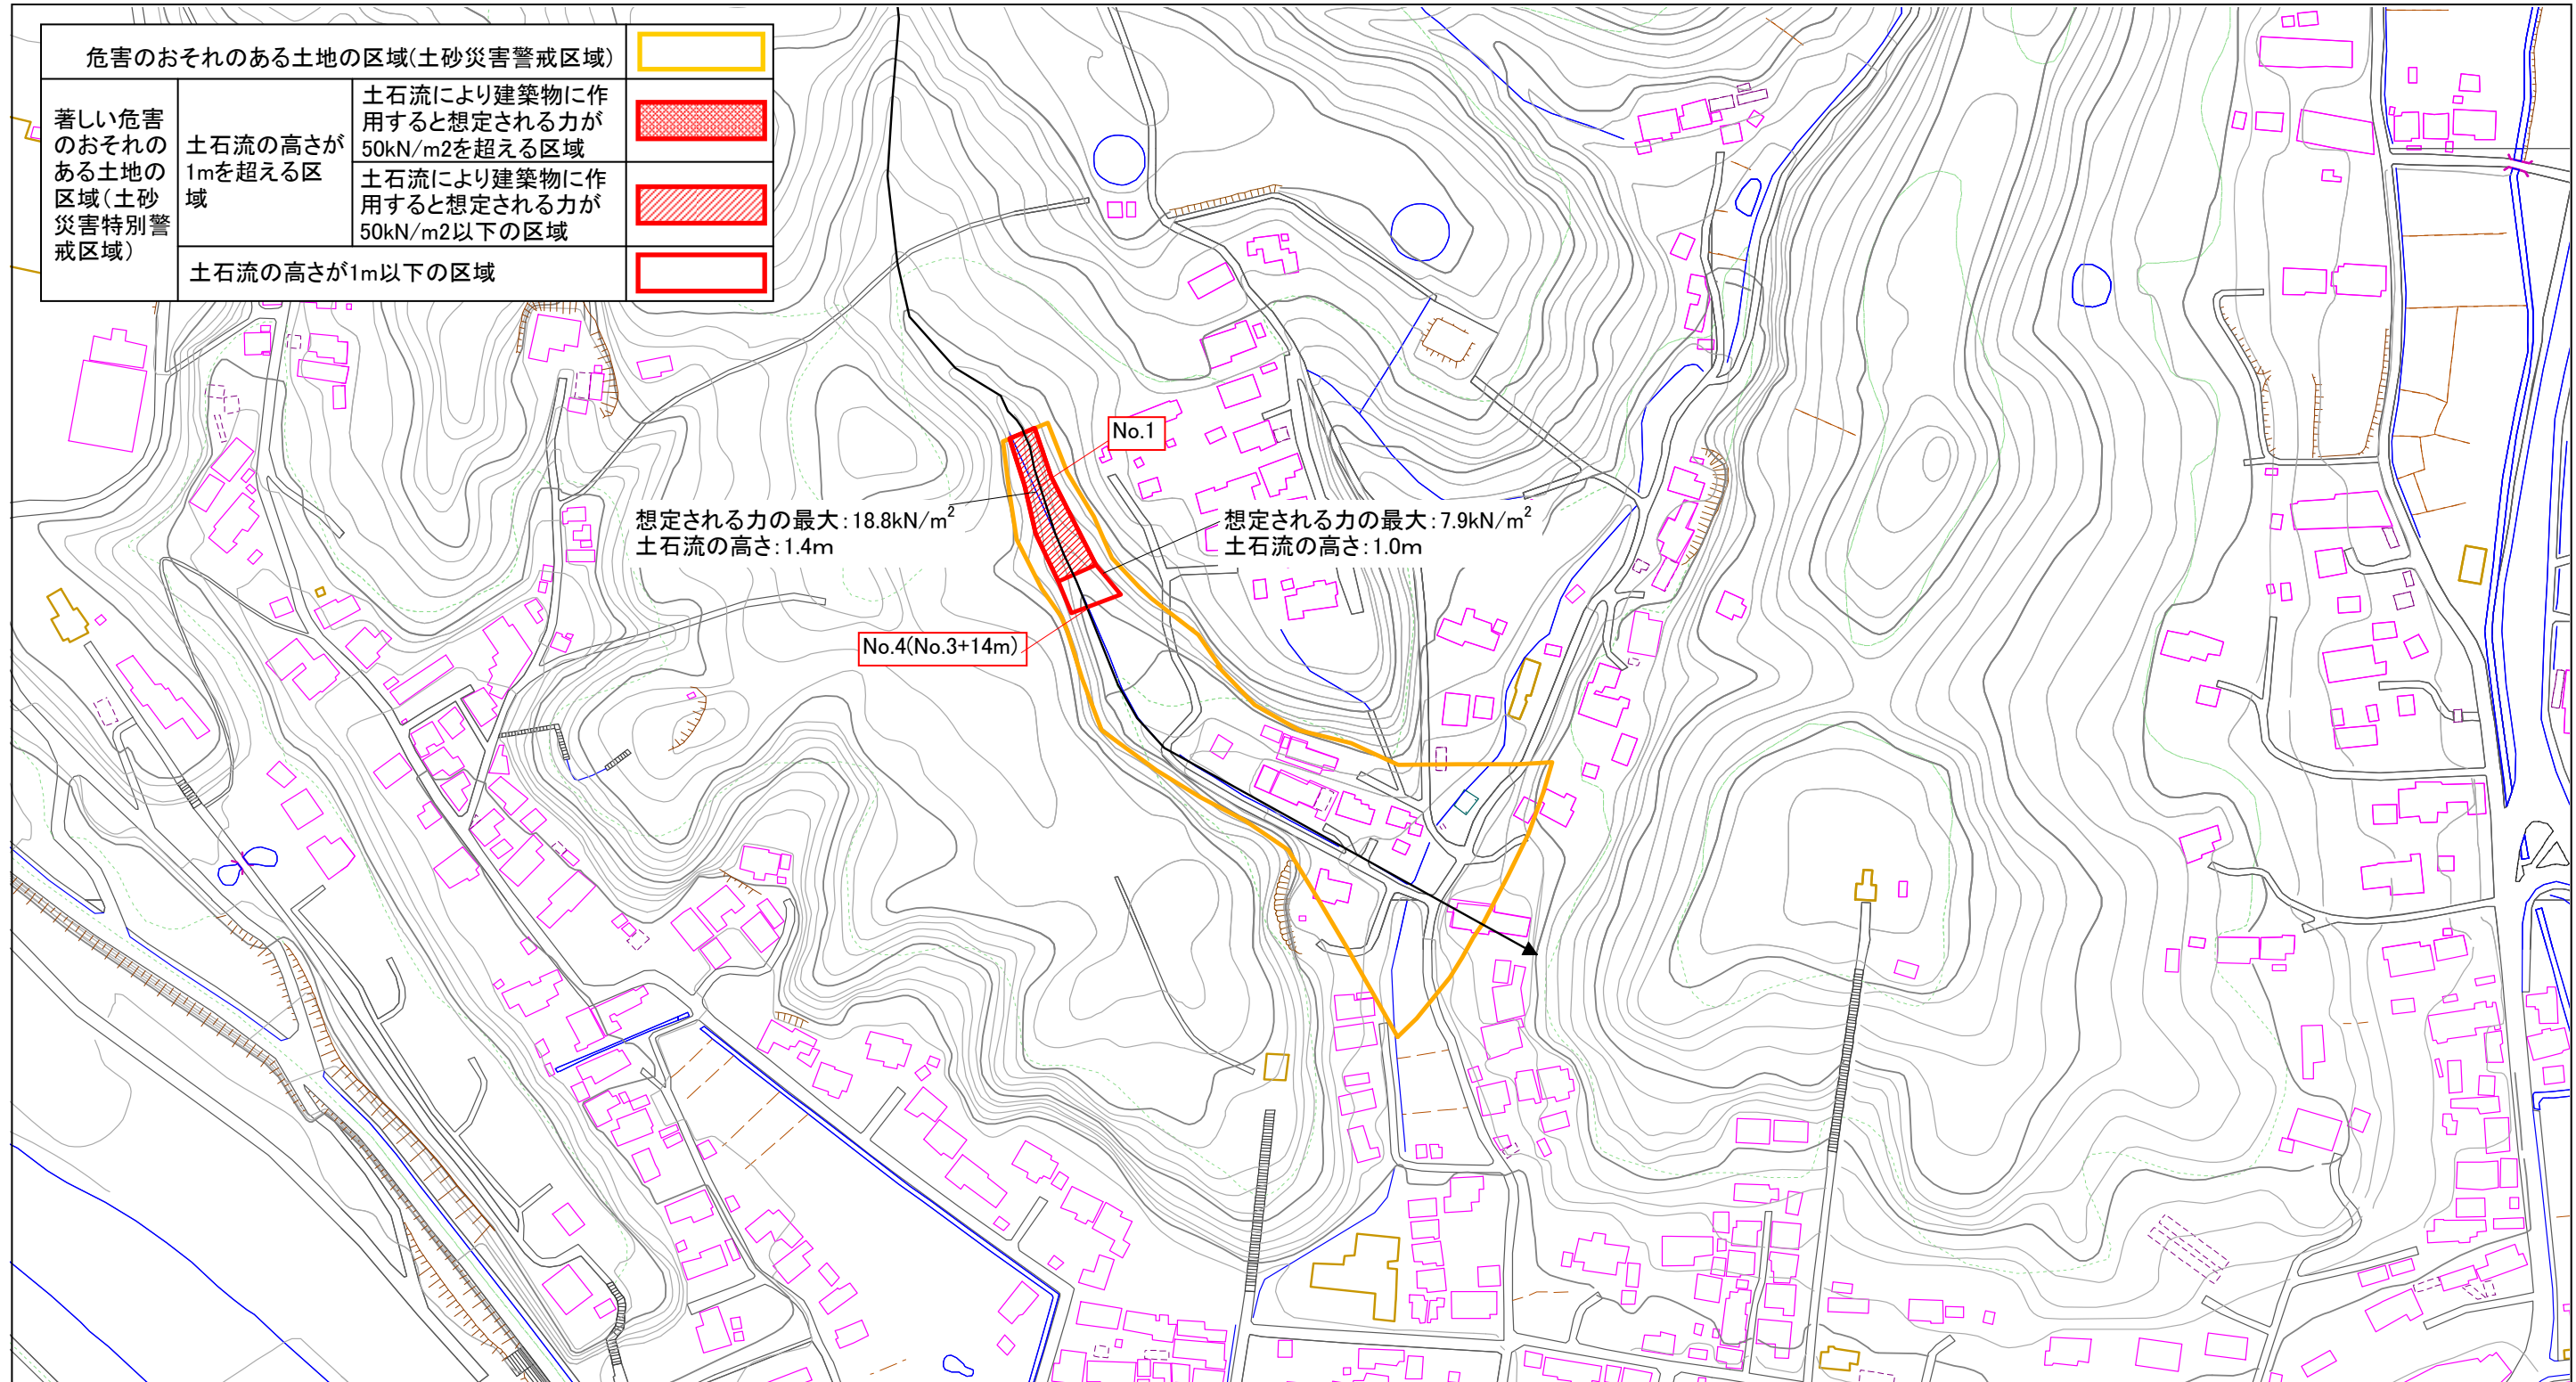 危害のおそれのある土地の区域(土砂災害警戒区域)
著しい危害
のおそれの
ある土地の
区域(土砂
災害特別警
戒区域)
土石流の高さが
1mを超える区
域
土石流により建築物に作
用すると想定される力が
50kN/m2を超える区域
土石流により建築物に作
用すると想定される力が
50kN/m2以下の区域
土石流の高さが1m以下の区域
No.1
想定される力の最大:18.8kN/m²
土石流の高さ:1.4m
想定される力の最大:7.9kN/m²
土石流の高さ:1.0m
No.4(No.3+14m)